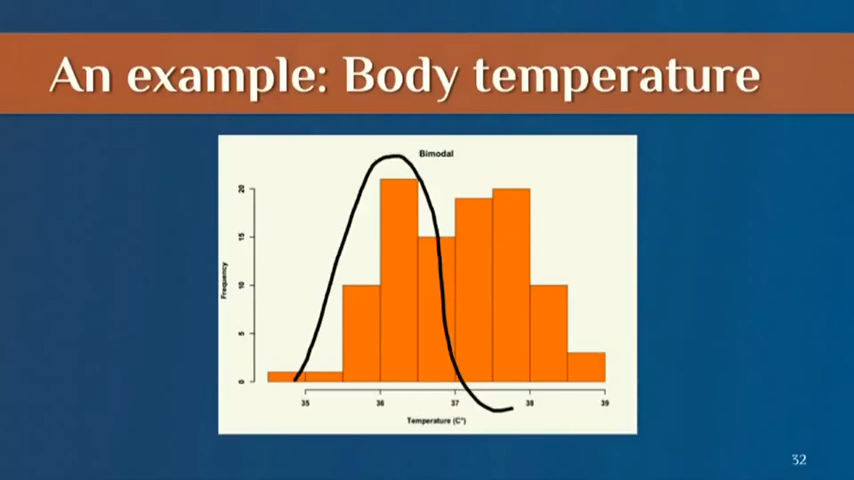 An example: Body temperature
Bimodal
20
15
10
5
0
Frequency
35 36 37 38 39
Temperature (C°)
32